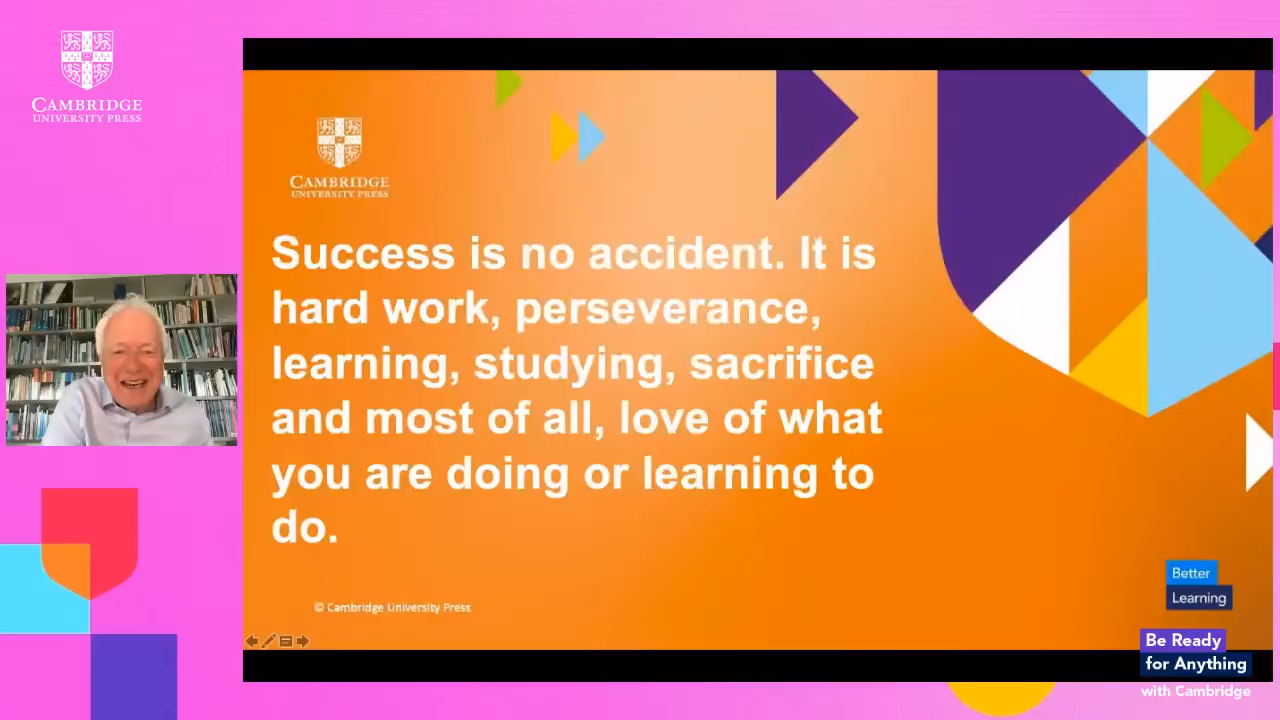 CAMBRIDGE
UNIVERSITY PRESS
CAMBRIDGE
UNIVERSITY PRESS
Success is no accident. It is
hard work, perseverance,
learning, studying, sacrifice
and most of all, love of what
you are doing or learning to
do.
© Cambridge University Press
Better
Learning
Be Ready
for Anything
with Cambridge